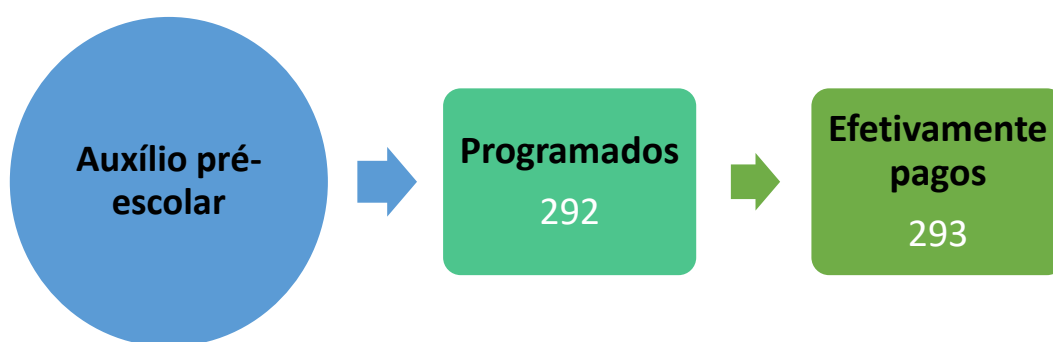 Auxílio pré-
escolar
Programados
292
Efetivamente
pagos
293